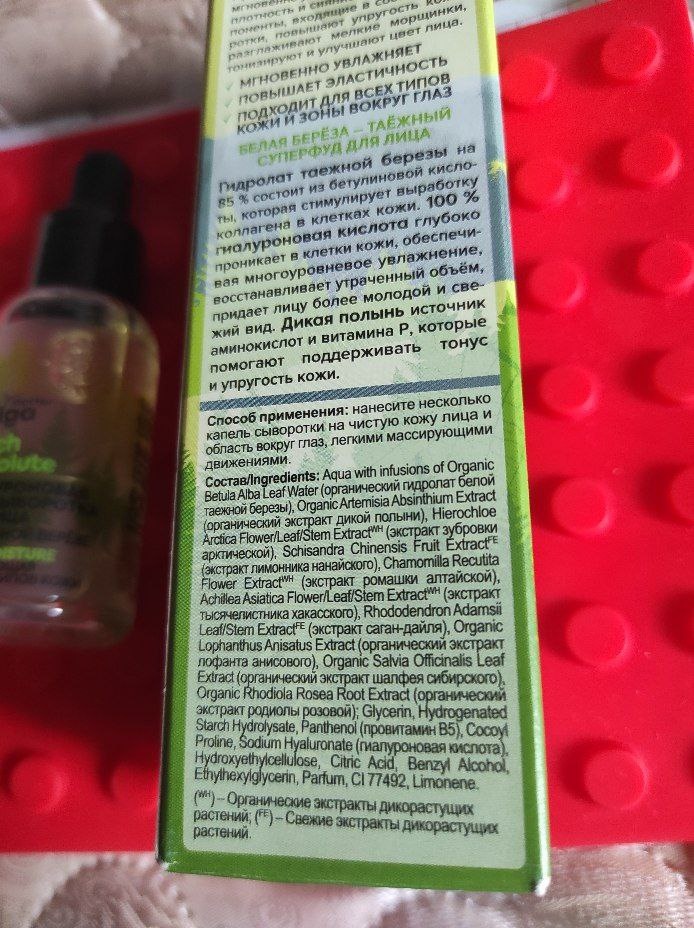 мгновенно
плотность и сияние
поненты, входящие в
ротки, повышают упругость
разглаживают мелкие морщинки,
тонизируют и улучшают цвет лица.
✓ МГНОВЕННО УВЛАЖНЯЕТ
✓ ПОВЫШАЕТ ЭЛАСТИЧНОСТЬ
✓ ПОДХОДИТ ДЛЯ ВСЕХ ТИПОВ
КОЖИ И ЗОНЫ ВОКРУГ ГЛАЗ
БЕЛАЯ БЕРЁЗА – ТАЁЖНЫЙ
СУПЕРФУД ДЛЯ ЛИЦА
Гидролат таежной березы на
85 % состоит из бетулиновой кисло-
ты, которая стимулирует выработку
коллагена в клетках кожи. 100 %
гиалуроновая кислота глубоко
проникает в клетки кожи, обеспечи-
вая многоуровневое увлажнение,
восстанавливает утраченный объём,
придает лицу более молодой и све-
жий вид. Дикая полынь источник
аминокислот и витамина Р, которые
помогают поддерживать тонус
и упругость кожи.
Способ применения: нанесите несколько
капель сыворотки на чистую кожу лица и
область вокруг глаз, легкими массирующими
движениями.
Состав/Ingredients: Aqua with infusions of Organic
Betula Alba Leaf Water (органический гидролат белой
таежной березы), Organic Artemisia Absinthium Extract
(органический экстракт дикой полыни), Hierochloe
Arctica Flower/Leaf/Stem Extract^WH (экстракт зубровки
арктической), Schisandra Chinensis Fruit Extract^FE
(экстракт лимонника нанайского), Chamomilla Recutita
Flower Extract^WH (экстракт ромашки алтайской),
Achillea Asiatica Flower/Leaf/Stem Extract^WH (экстракт
тысячелистника хакасского), Rhododendron Adamsii
Leaf/Stem Extract^FE (экстракт саган-дайля), Organic
Lophanthus Anisatus Extract (органический экстракт
лофанта анисового), Organic Salvia Officinalis Leaf
Extract (органический экстракт шалфея сибирского),
Organic Rhodiola Rosea Root Extract (органический
экстракт родиолы розовой); Glycerin, Hydrogenated
Starch Hydrolysate, Panthenol (провитамин B5), Cocoyl
Proline, Sodium Hyaluronate (гиалуроновая кислота),
Hydroxyethylcellulose, Citric Acid, Benzyl Alcohol,
Ethylhexylglycerin, Parfum, CI 77492, Limonene.
(^WH) – Органические экстракты дикорастущих
растений; (^FE) – Свежие экстракты дикорастущих
растений.